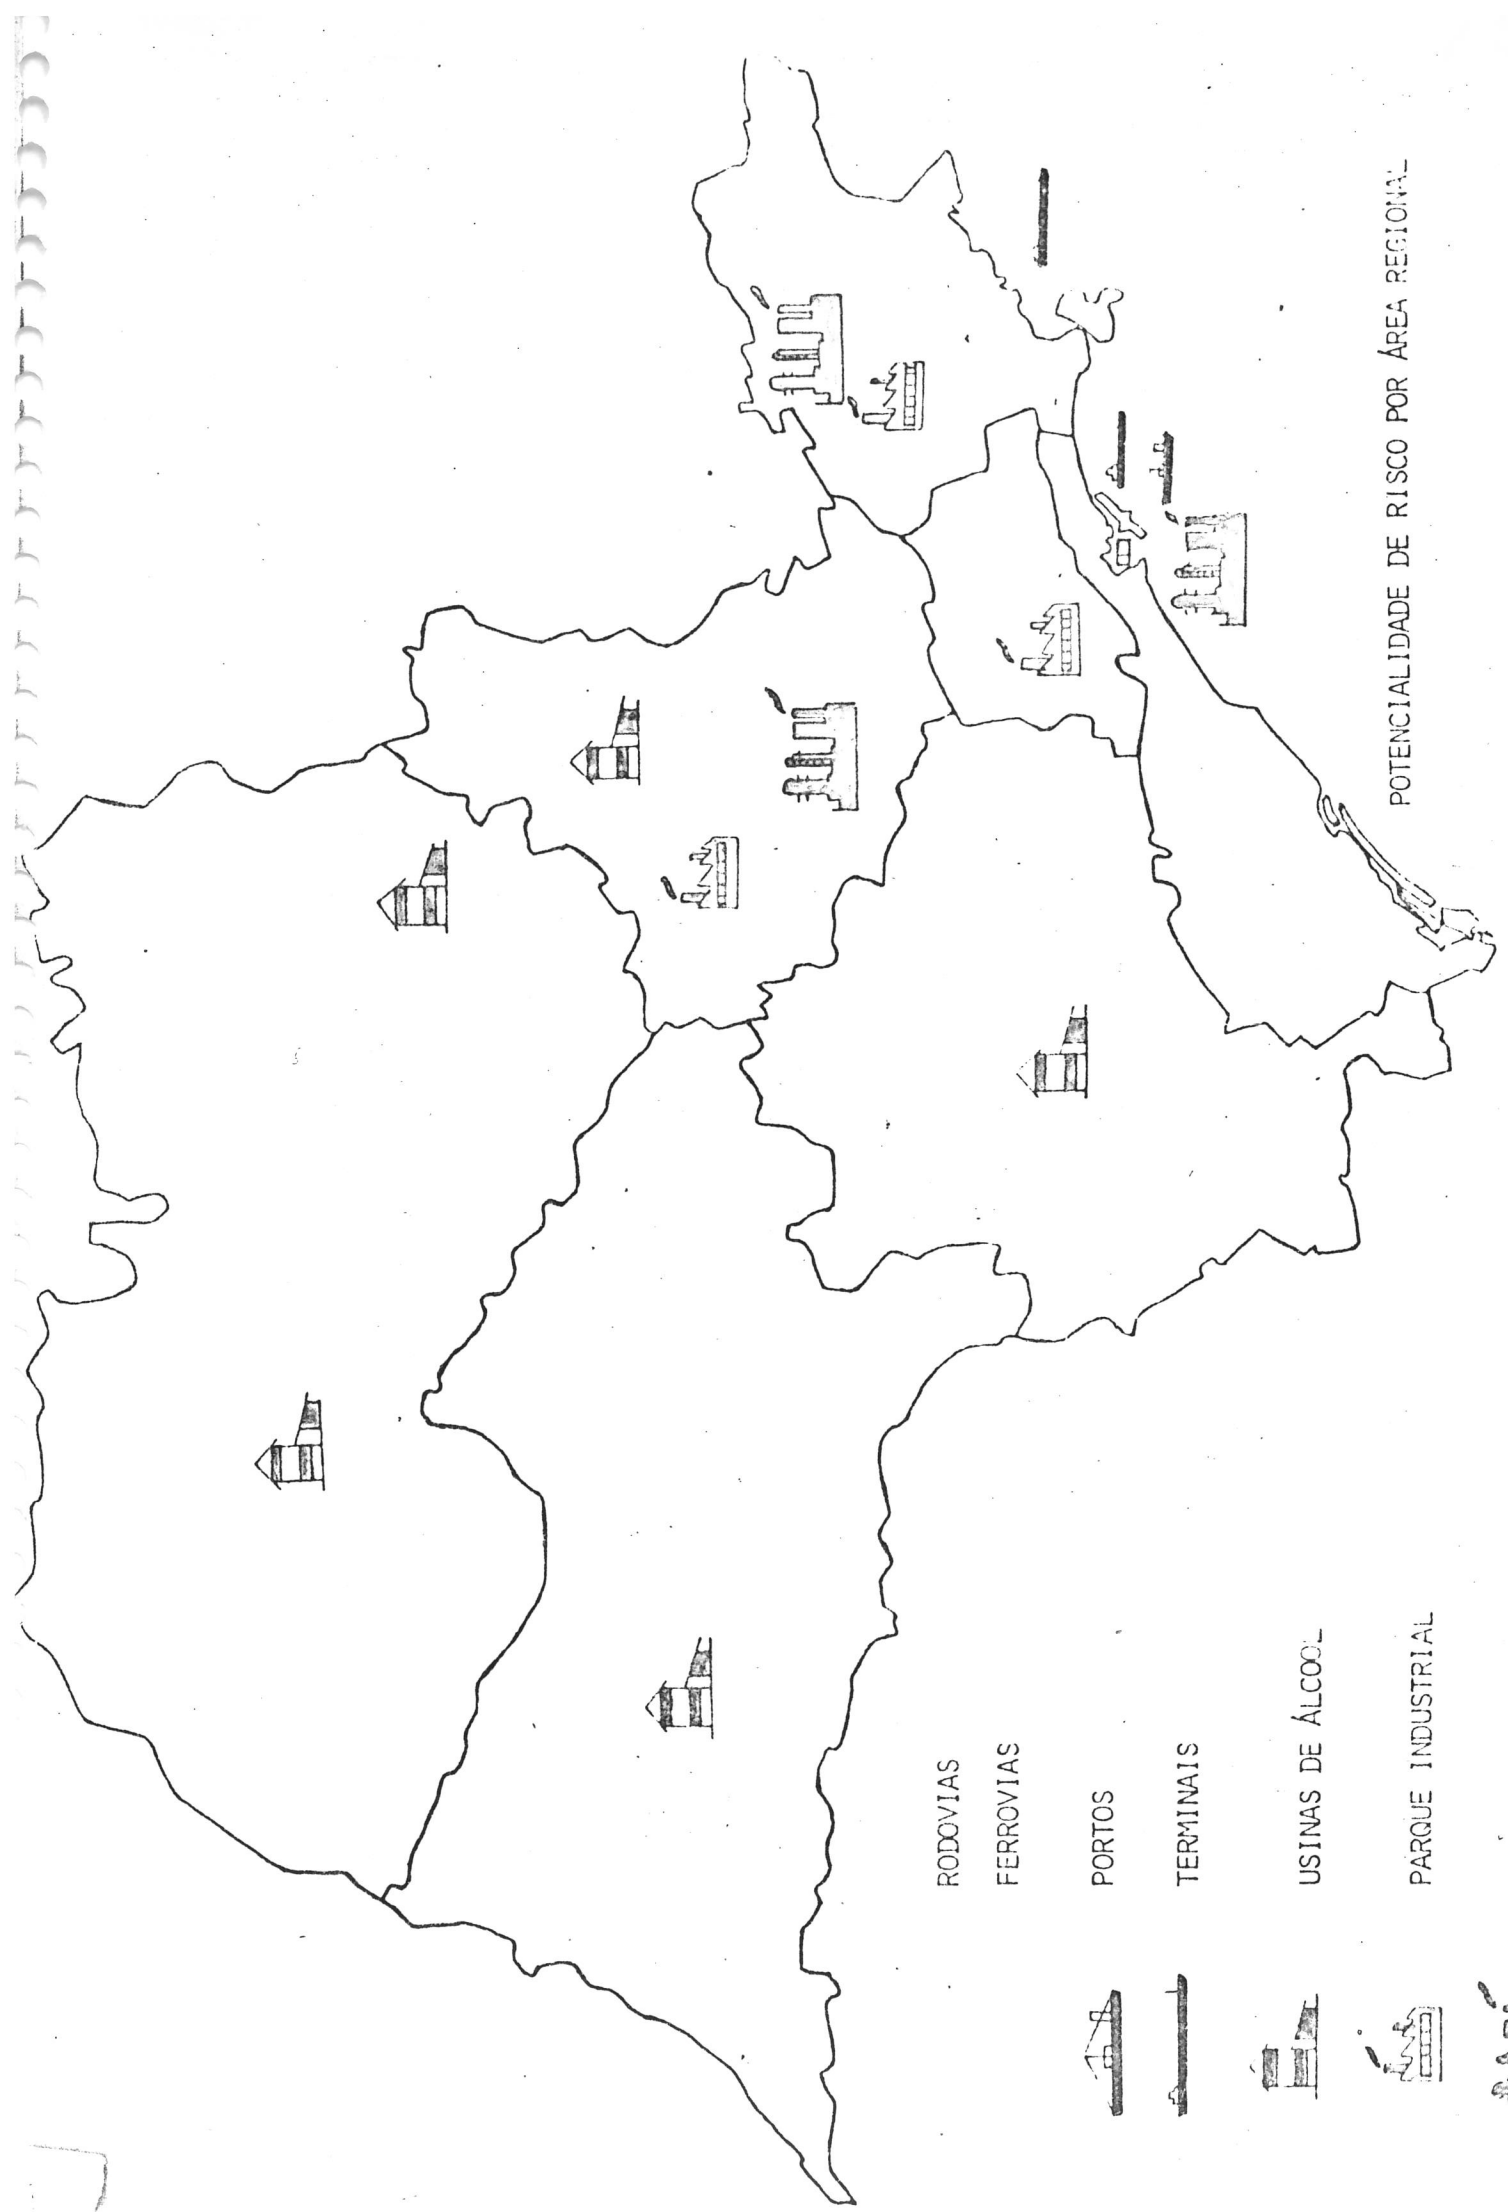 POTENCIALIDADE DE RISCO POR ÁREA REGIONAL
RODOVIAS
FERROVIAS
PORTOS
TERMINAIS
USINAS DE ÁLCOOL
PARQUE INDUSTRIAL